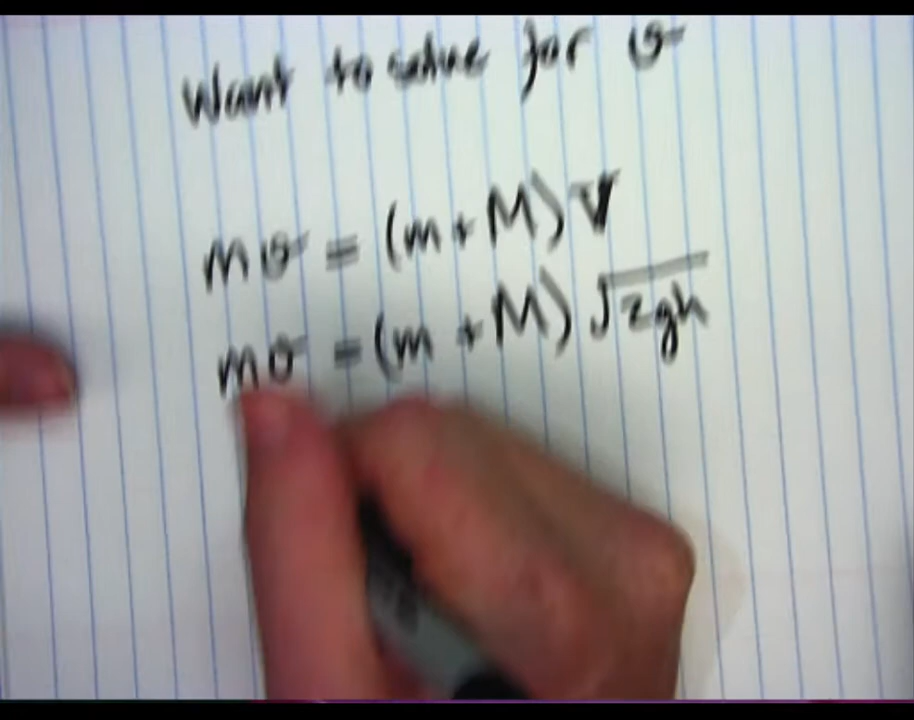 Want to solve for v
mv = (m + M) V
mv = (m + M) √2gh